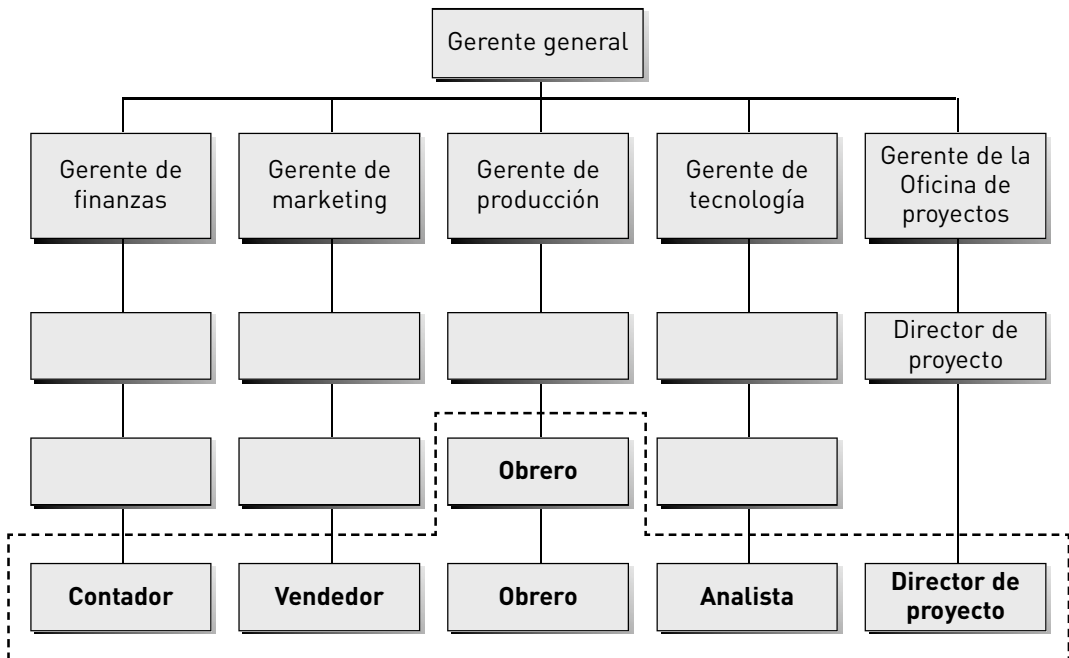 Gerente general
Gerente de
finanzas
Gerente de
marketing
Gerente de
producción
Gerente de
tecnología
Gerente de la
Oficina de
proyectos
Director de
proyecto
Obrero
Contador
Vendedor
Obrero
Analista
Director de
proyecto